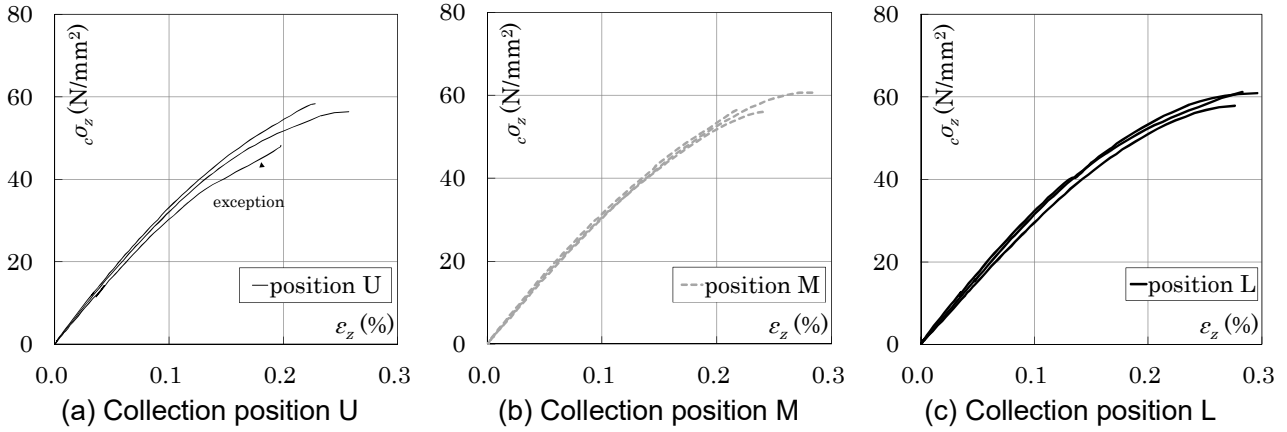 80
60
40
20
0
cσz (N/mm²)
exception
position U
εz (%)
0.0 0.1 0.2 0.3
(a) Collection position U
80
60
40
20
0
cσz (N/mm²)
position M
εz (%)
0.0 0.1 0.2 0.3
(b) Collection position M
80
60
40
20
0
cσz (N/mm²)
position L
εz (%)
0.0 0.1 0.2 0.3
(c) Collection position L